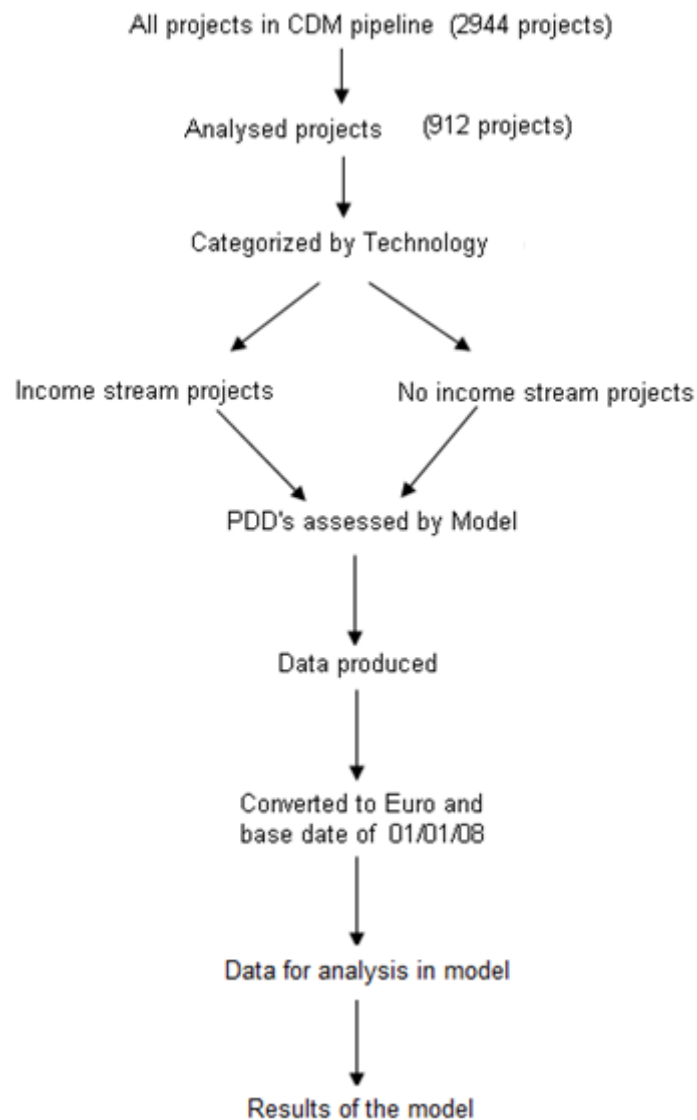 All projects in CDM pipeline (2944 projects)
Analysed projects (912 projects)
Categorized by Technology
Income stream projects
No income stream projects
PDD's assessed by Model
Data produced
Converted to Euro and
base date of 01/01/08
Data for analysis in model
Results of the model